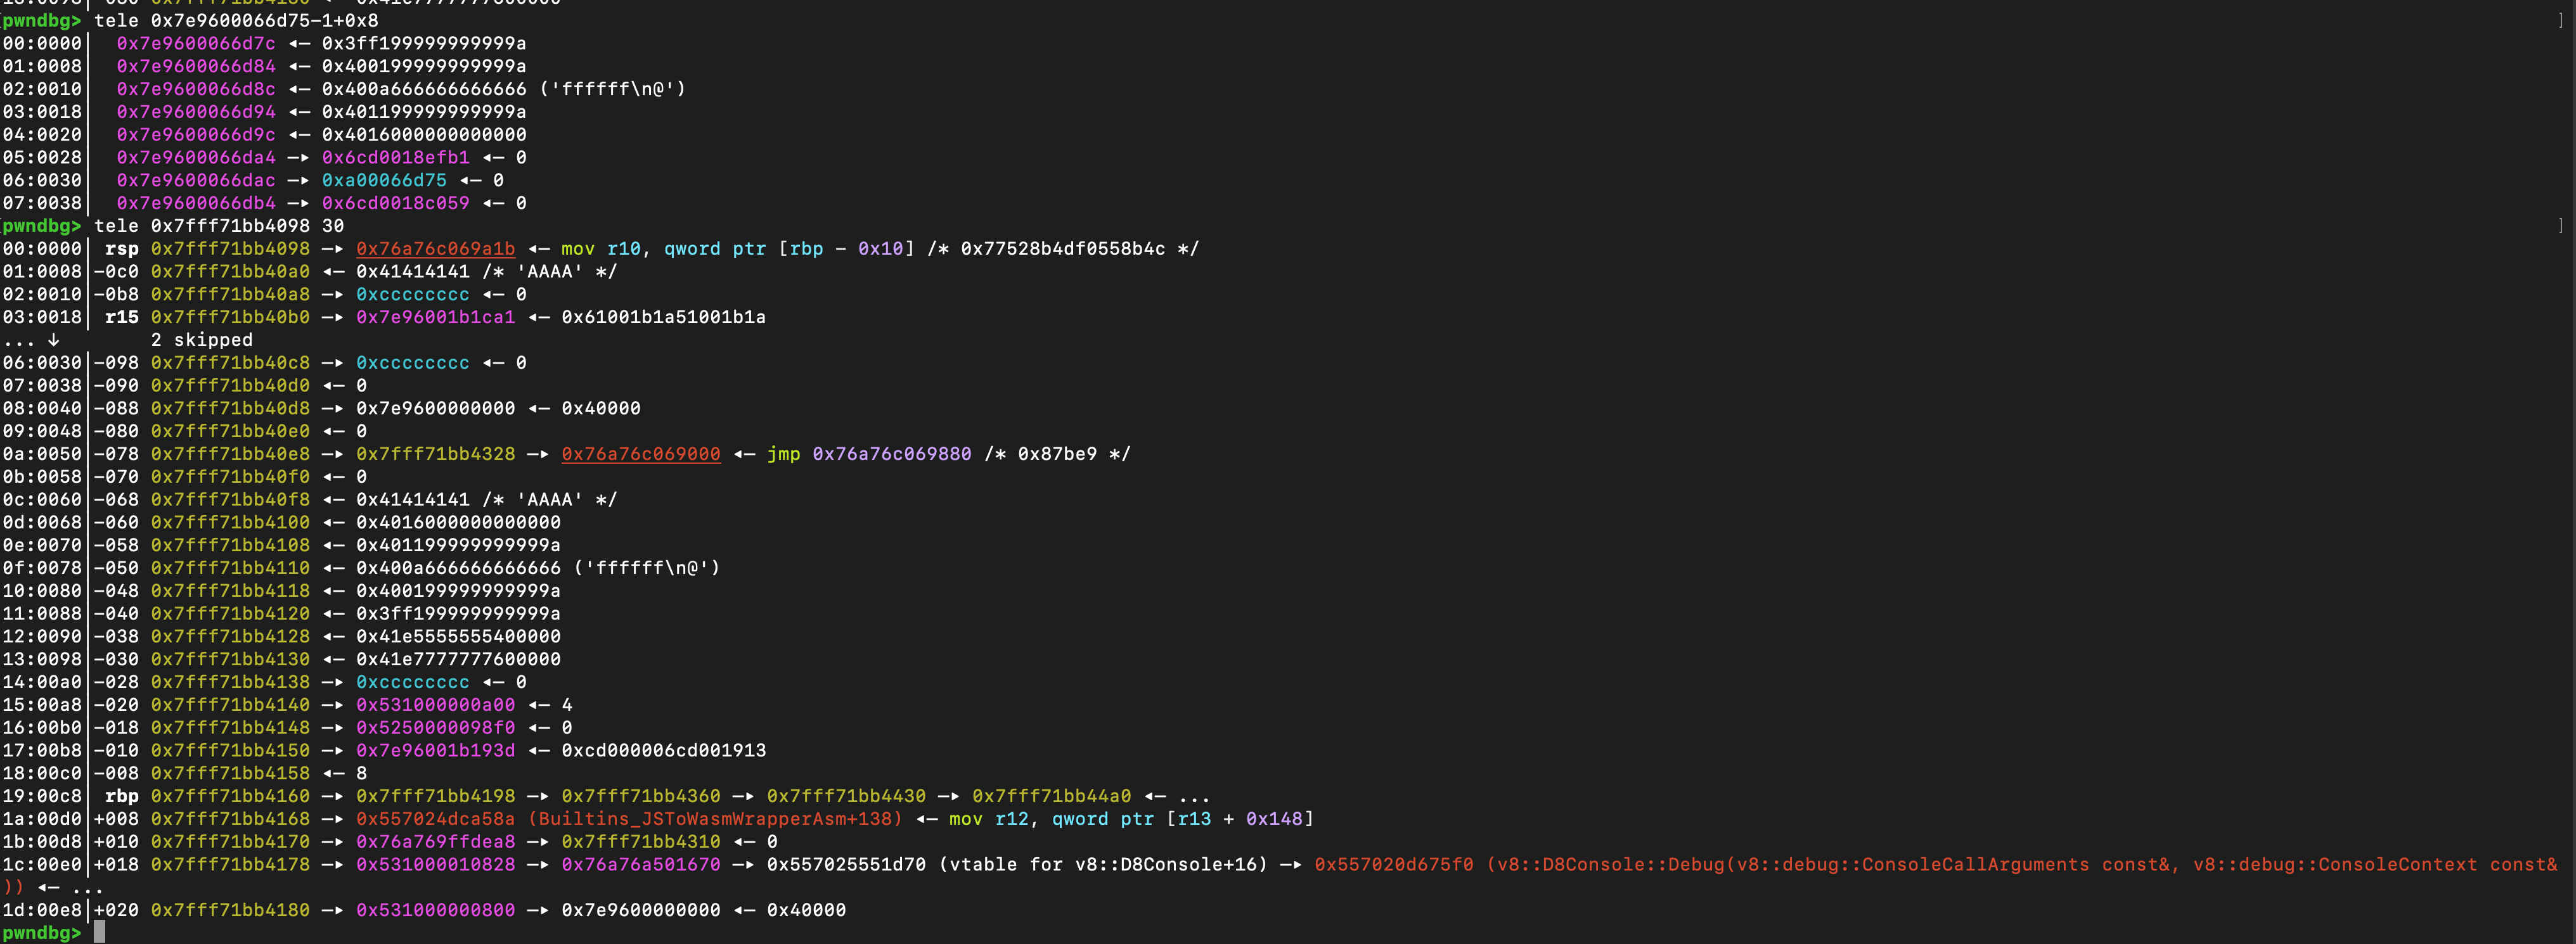 pwndbg> tele 0x7e9600066d75-1+0x8
00:0000│  0x7e9600066d7c ◂— 0x3ff199999999999a
01:0008│  0x7e9600066d84 ◂— 0x400199999999999a
02:0010│  0x7e9600066d8c ◂— 0x400a666666666666 ('ffffff\n@')
03:0018│  0x7e9600066d94 ◂— 0x401199999999999a
04:0020│  0x7e9600066d9c ◂— 0x4016000000000000
05:0028│  0x7e9600066da4 —▸ 0x6cd0018efb1 ◂— 0
06:0030│  0x7e9600066dac —▸ 0xa00066d75 ◂— 0
07:0038│  0x7e9600066db4 —▸ 0x6cd0018c059 ◂— 0
pwndbg> tele 0x7fff71bb4098 30
00:0000│ rsp 0x7fff71bb4098 —▸ 0x76a76c069a1b ◂— mov r10, qword ptr [rbp - 0x10] /* 0x77528b4df0558b4c */
01:0008│-0c0 0x7fff71bb40a0 ◂— 0x41414141 /* 'AAAA' */
02:0010│-0b8 0x7fff71bb40a8 —▸ 0xcccccccc ◂— 0
03:0018│ r15 0x7fff71bb40b0 —▸ 0x7e96001b1ca1 ◂— 0x61001b1a51001b1a
... ↓ 2 skipped
06:0030│-098 0x7fff71bb40c8 —▸ 0xcccccccc ◂— 0
07:0038│-090 0x7fff71bb40d0 ◂— 0
08:0040│-088 0x7fff71bb40d8 —▸ 0x7e9600000000 ◂— 0x40000
09:0048│-080 0x7fff71bb40e0 ◂— 0
0a:0050│-078 0x7fff71bb40e8 —▸ 0x7fff71bb4328 —▸ 0x76a76c069000 ◂— jmp 0x76a76c069880 /* 0x87be9 */
0b:0058│-070 0x7fff71bb40f0 ◂— 0
0c:0060│-068 0x7fff71bb40f8 ◂— 0x41414141 /* 'AAAA' */
0d:0068│-060 0x7fff71bb4100 ◂— 0x4016000000000000
0e:0070│-058 0x7fff71bb4108 ◂— 0x401199999999999a
0f:0078│-050 0x7fff71bb4110 ◂— 0x400a666666666666 ('ffffff\n@')
10:0080│-048 0x7fff71bb4118 ◂— 0x400199999999999a
11:0088│-040 0x7fff71bb4120 ◂— 0x3ff199999999999a
12:0090│-038 0x7fff71bb4128 ◂— 0x41e5555555400000
13:0098│-030 0x7fff71bb4130 ◂— 0x41e7777777600000
14:00a0│-028 0x7fff71bb4138 —▸ 0xcccccccc ◂— 0
15:00a8│-020 0x7fff71bb4140 —▸ 0x531000000a00 ◂— 4
16:00b0│-018 0x7fff71bb4148 —▸ 0x5250000098f0 ◂— 0
17:00b8│-010 0x7fff71bb4150 —▸ 0x7e96001b193d ◂— 0xcd000006cd001913
18:00c0│-008 0x7fff71bb4158 ◂— 8
19:00c8│ rbp 0x7fff71bb4160 —▸ 0x7fff71bb4198 —▸ 0x7fff71bb4360 —▸ 0x7fff71bb4430 —▸ 0x7fff71bb44a0 ◂— ...
1a:00d0│+008 0x7fff71bb4168 —▸ 0x557024dca58a (Builtins_JSToWasmWrapperAsm+138) ◂— mov r12, qword ptr [r13 + 0x148]
1b:00d8│+010 0x7fff71bb4170 —▸ 0x76a769ffdea8 —▸ 0x7fff71bb4310 ◂— 0
1c:00e0│+018 0x7fff71bb4178 —▸ 0x531000010828 —▸ 0x76a76a501670 —▸ 0x557025551d70 (vtable for v8::D8Console+16) —▸ 0x557020d675f0 (v8::D8Console::Debug(v8::debug::ConsoleCallArguments const&, v8::debug::ConsoleContext const&
)) ◂— ...
1d:00e8│+020 0x7fff71bb4180 —▸ 0x531000000800 —▸ 0x7e9600000000 ◂— 0x40000
pwndbg>